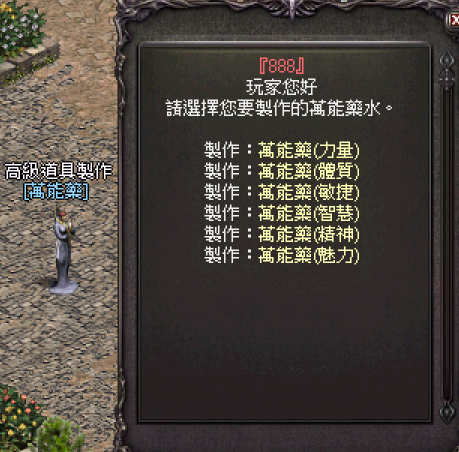 『888』
玩家您好
請選擇您要製作的萬能藥水。
製作：萬能藥(力量)
製作：萬能藥(體質)
製作：萬能藥(敏捷)
製作：萬能藥(智慧)
製作：萬能藥(精神)
製作：萬能藥(魅力)
高級道具製作
[萬能藥]